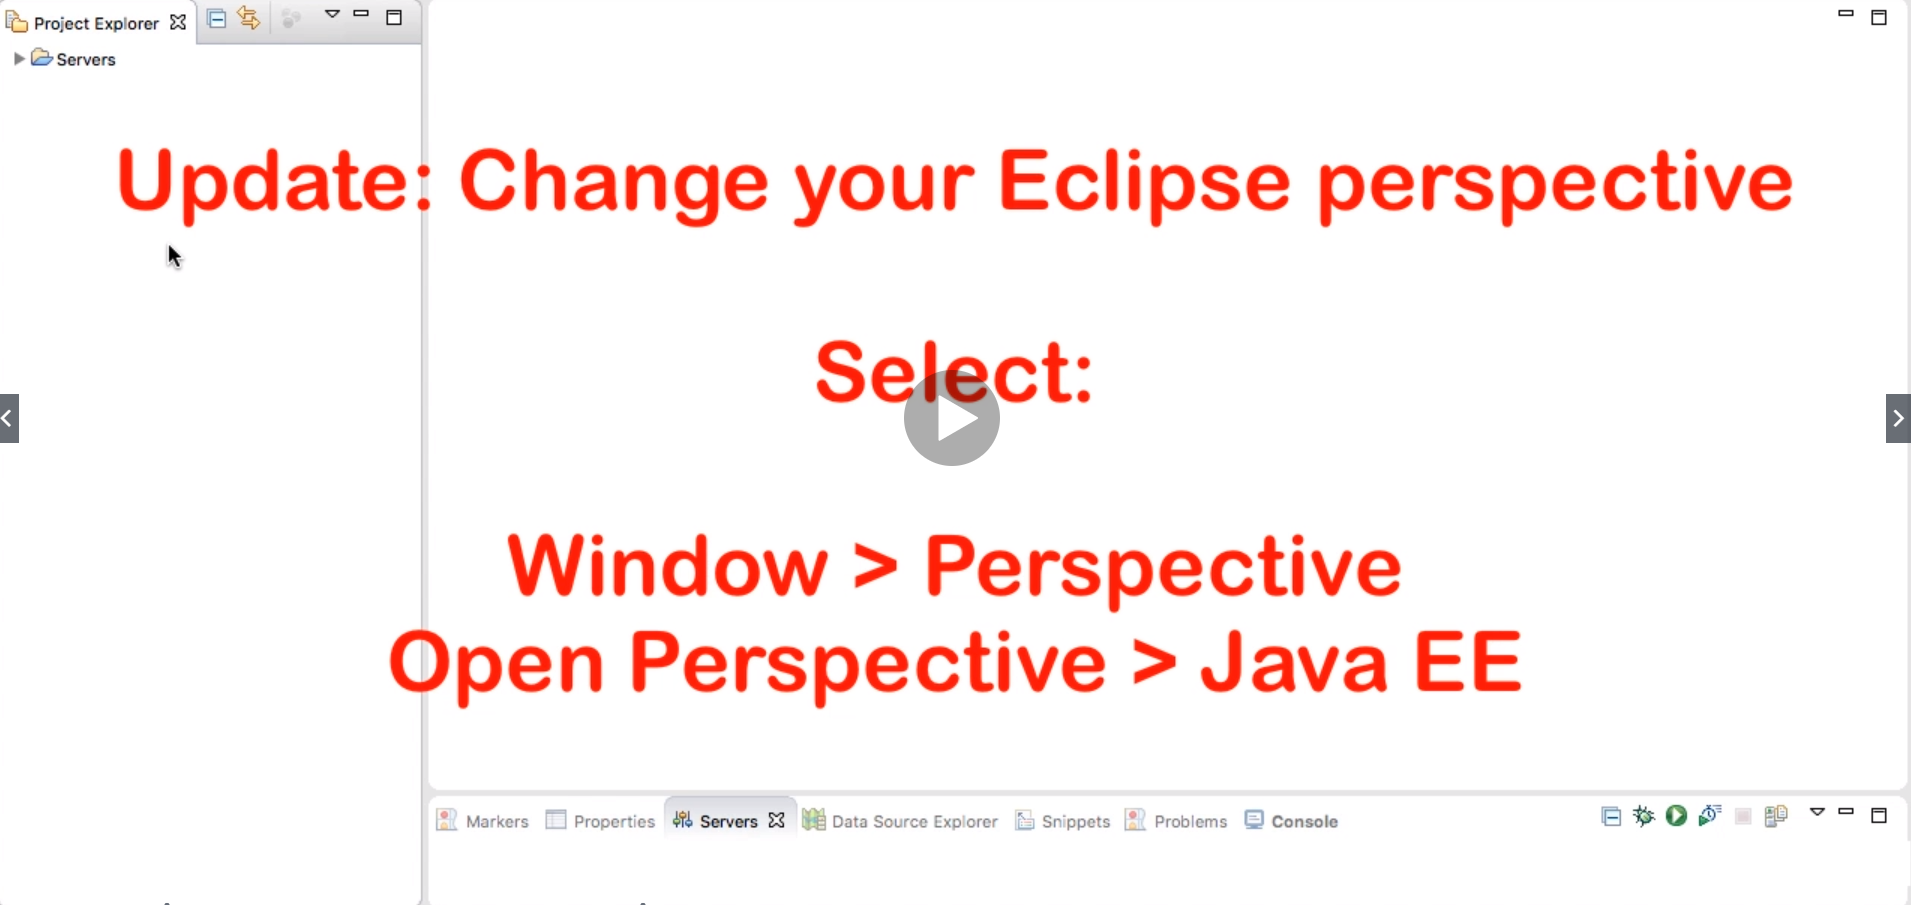 Project Explorer
Servers
Update: Change your Eclipse perspective
Select:
Window > Perspective
Open Perspective > Java EE
Markers Properties Servers Data Source Explorer Snippets Problems Console